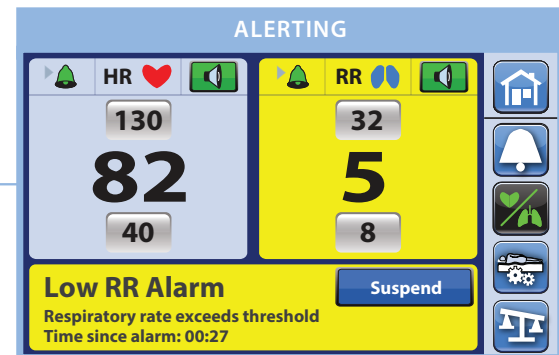 ALERTING
HR
RR
130
32
82
5
40
8
Low RR Alarm
Suspend
Respiratory rate exceeds threshold
Time since alarm: 00:27